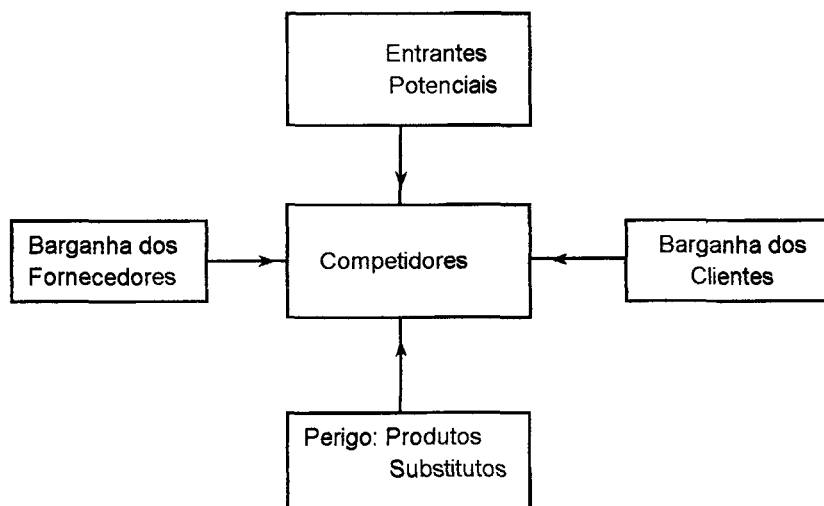 Entrantes
Potenciais
Barganha dos
Fornecedores
Competidores
Barganha dos
Clientes
Perigo: Produtos
Substitutos